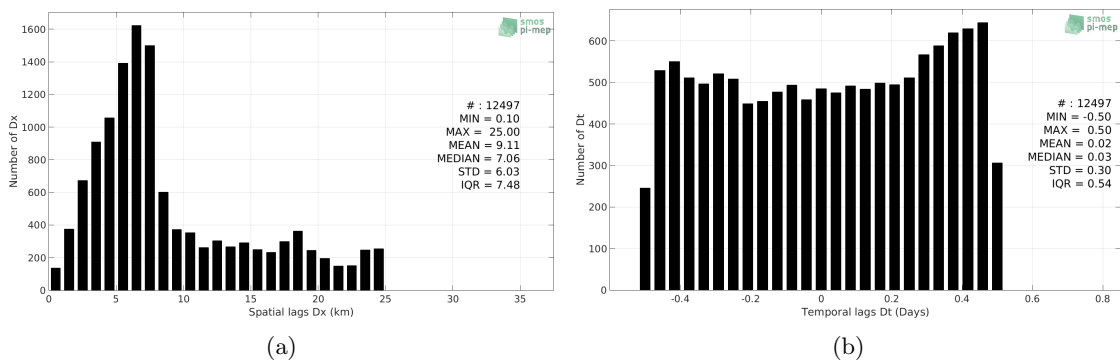 1600
1400
1200
1000
800
600
400
200
0
Number of Dx
0 5 10 15 20 25 30 35
Spatial lags Dx (km)
smos
pi-mep
# : 12497
MIN = 0.10
MAX = 25.00
MEAN = 9.11
MEDIAN = 7.06
STD = 6.03
IQR = 7.48
(a)
600
500
400
300
200
100
0
Number of Dt
-0.4 -0.2 0 0.2 0.4 0.6 0.8
Temporal lags Dt (Days)
smos
pi-mep
# : 12497
MIN = -0.50
MAX = 0.50
MEAN = 0.02
MEDIAN = 0.03
STD = 0.30
IQR = 0.54
(b)